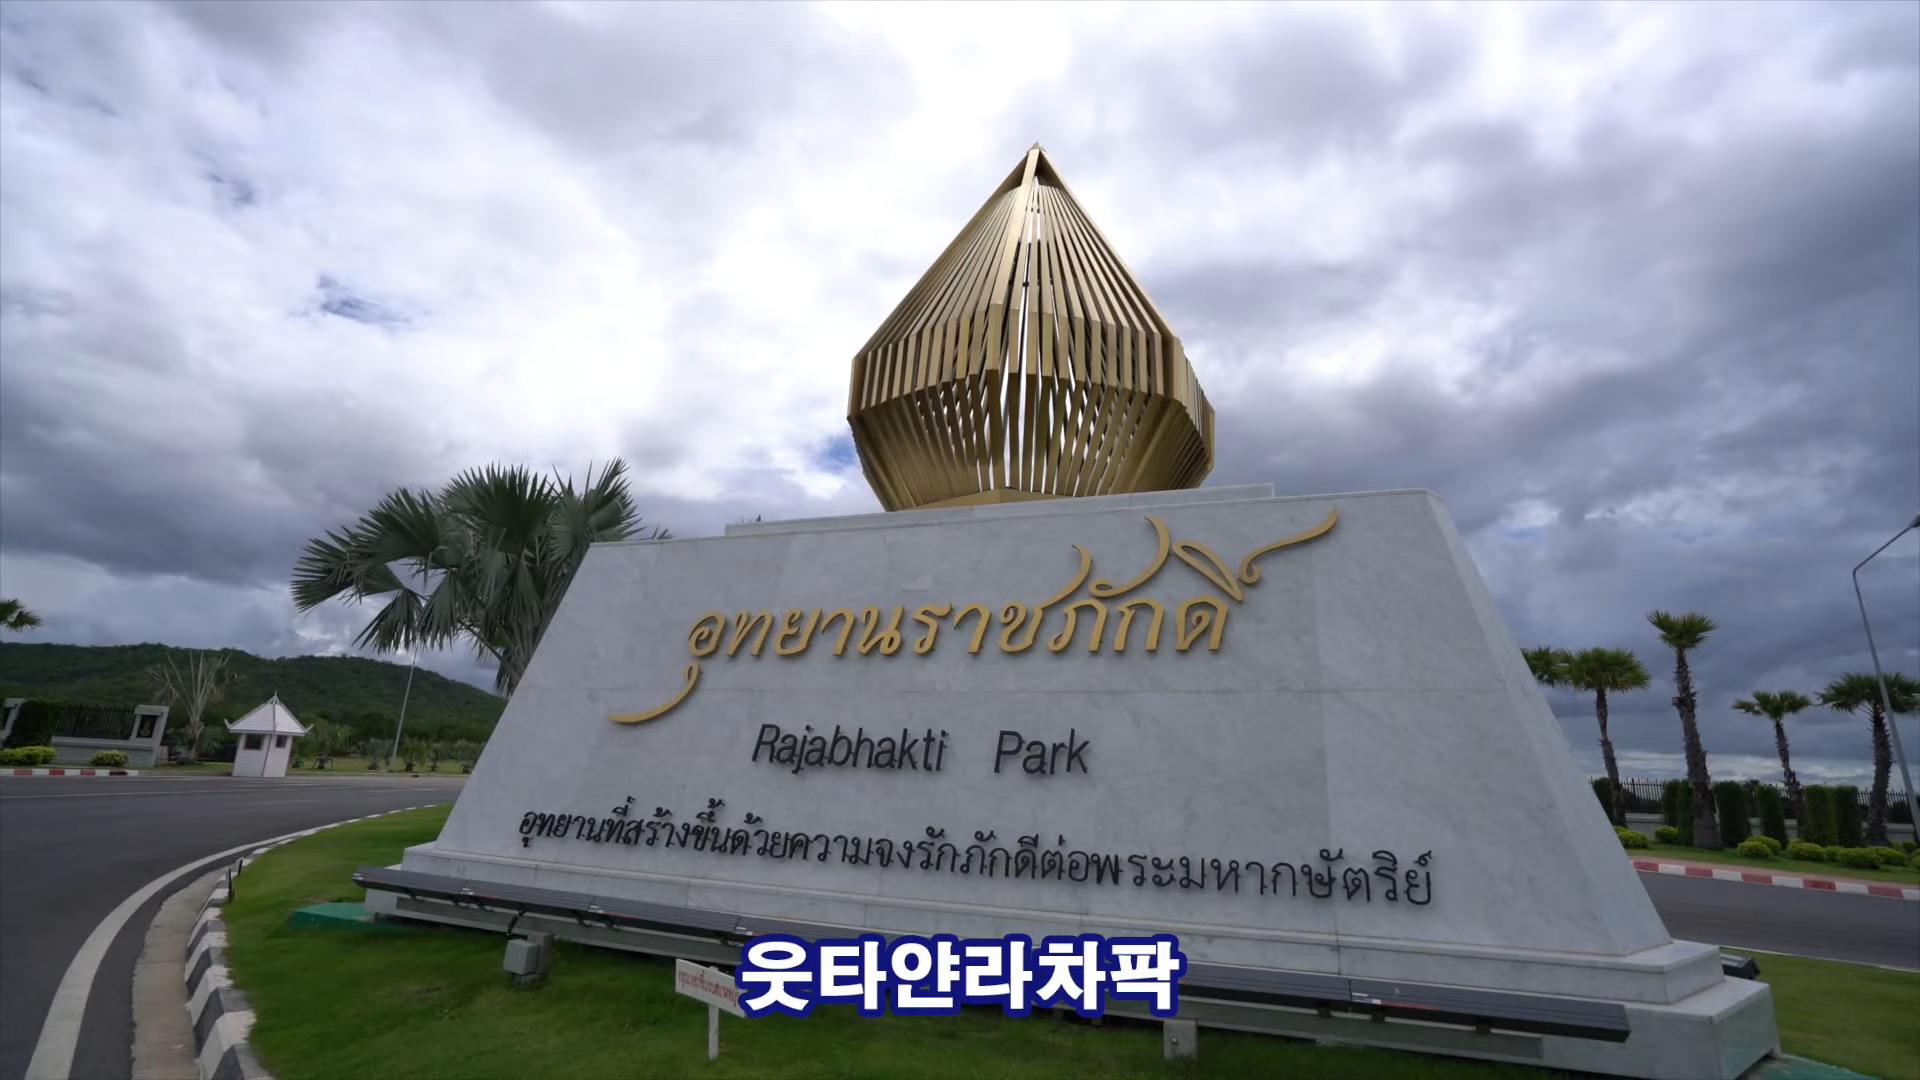 อุทยานราชภักดิ์
Rajabhakti Park
อุทยานที่สร้างขึ้นด้วยความจงรักภักดีต่อพระมหากษัตริย์
웃타얀라차팍